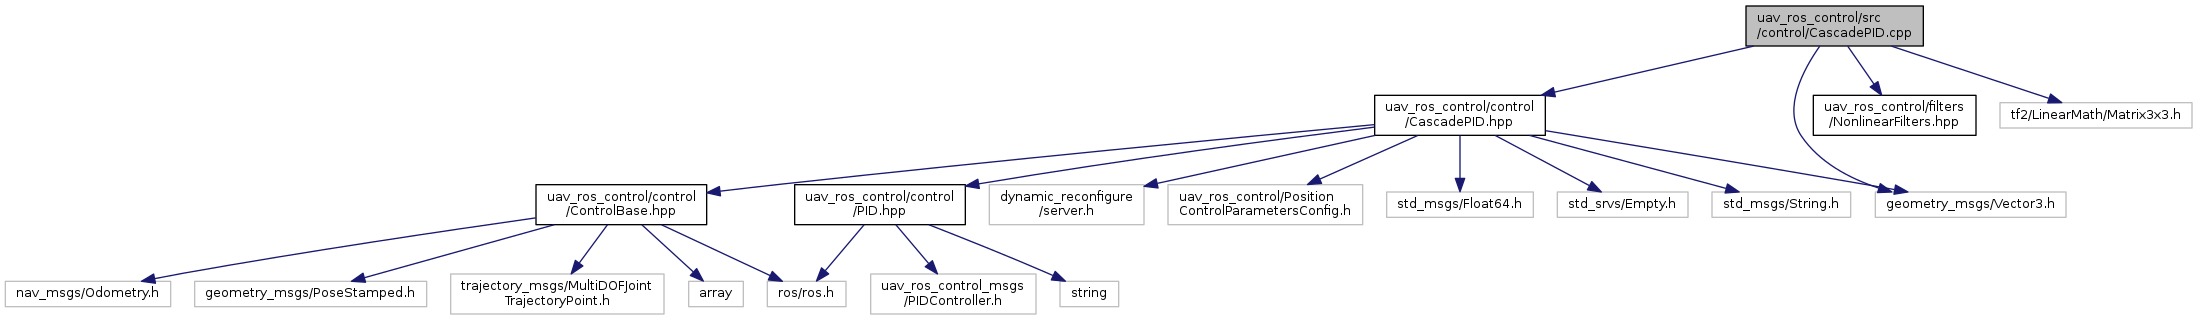 uav_ros_control/src
/control/CascadePID.cpp
uav_ros_control/control
/CascadePID.hpp
uav_ros_control/filters
/NonlinearFilters.hpp
tf2/LinearMath/Matrix3x3.h
uav_ros_control/control
/ControlBase.hpp
uav_ros_control/control
/PID.hpp
dynamic_reconfigure
/server.h
uav_ros_control/Position
ControlParametersConfig.h
std_msgs/Float64.h
std_srvs/Empty.h
std_msgs/String.h
geometry_msgs/Vector3.h
nav_msgs/Odometry.h
geometry_msgs/PoseStamped.h
trajectory_msgs/MultiDOFJoint
TrajectoryPoint.h
array
ros/ros.h
uav_ros_control_msgs
/PIDController.h
string